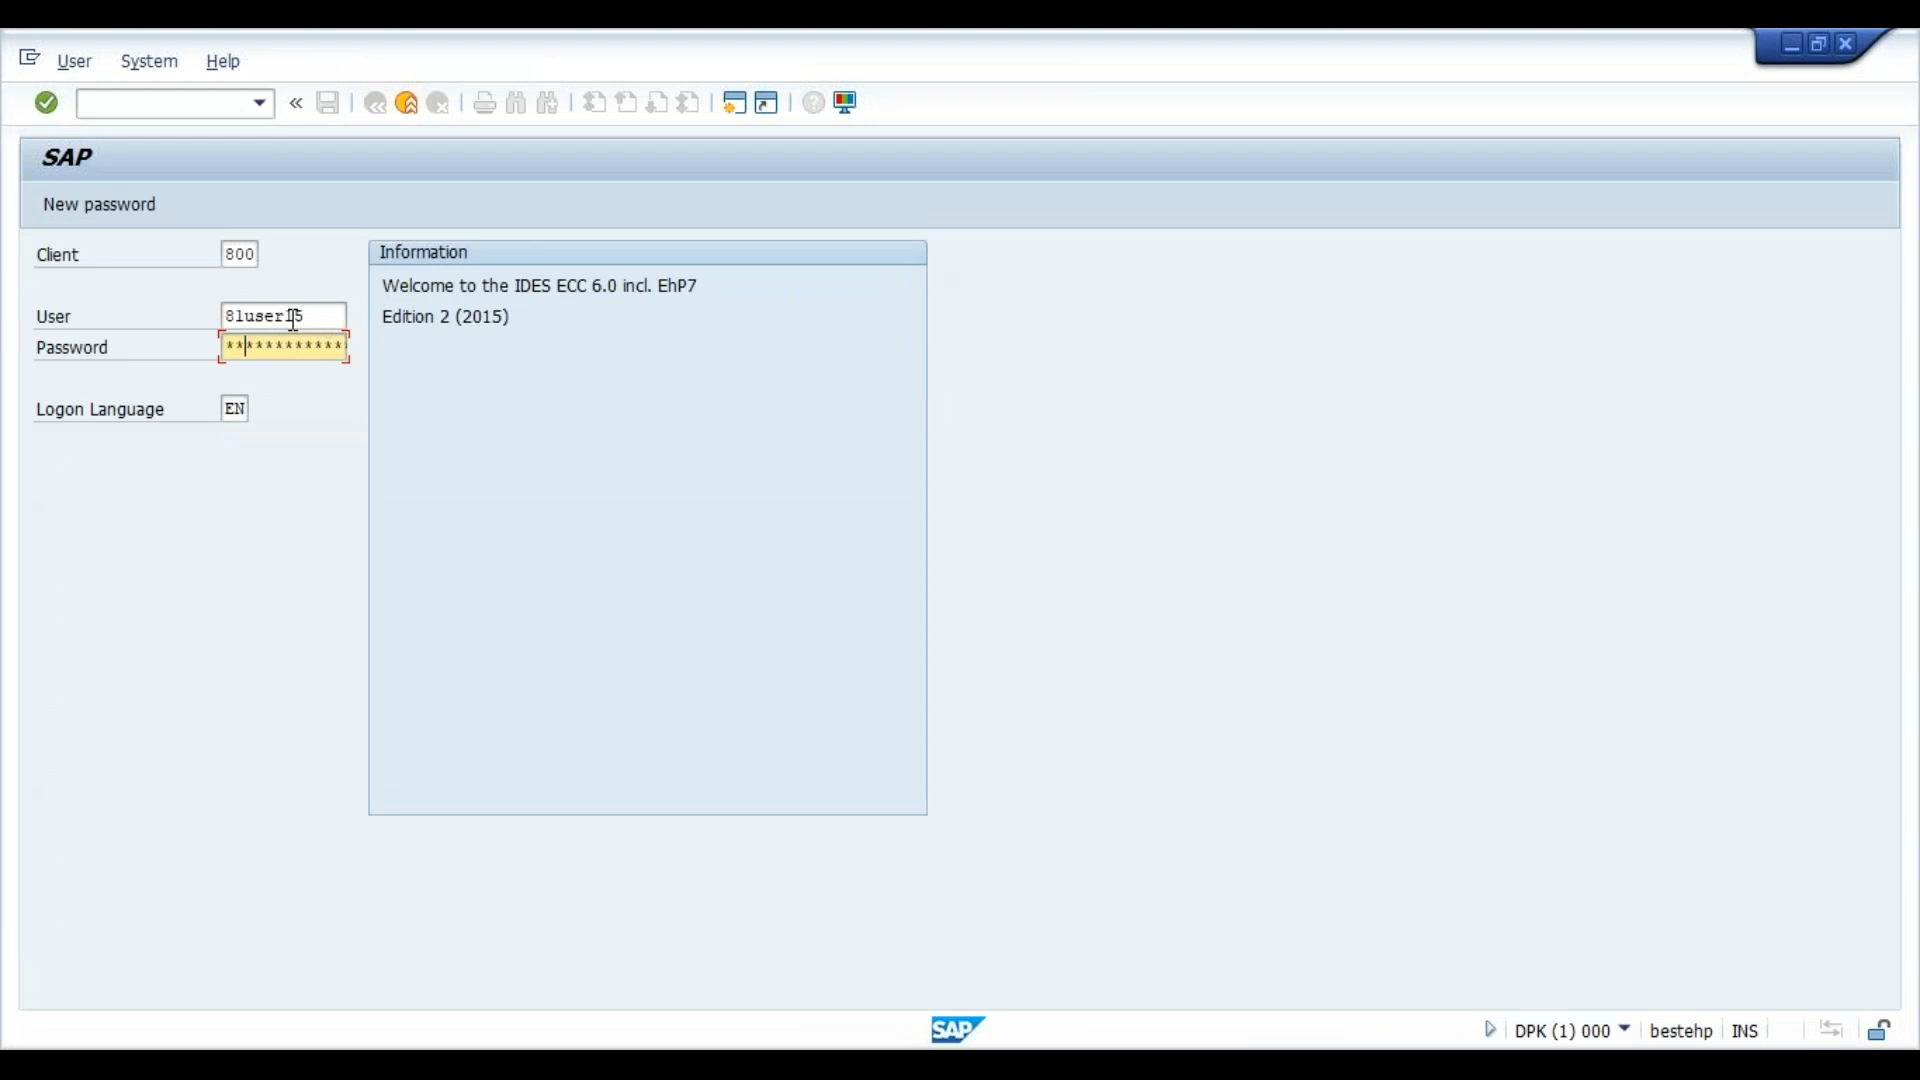 User System Help
SAP
New password
Client 800
Information
Welcome to the IDES ECC 6.0 incl. EhP7
User 81user15
Edition 2 (2015)
Password **************
Logon Language EN
SAP
DPK (1) 000 bestehp INS